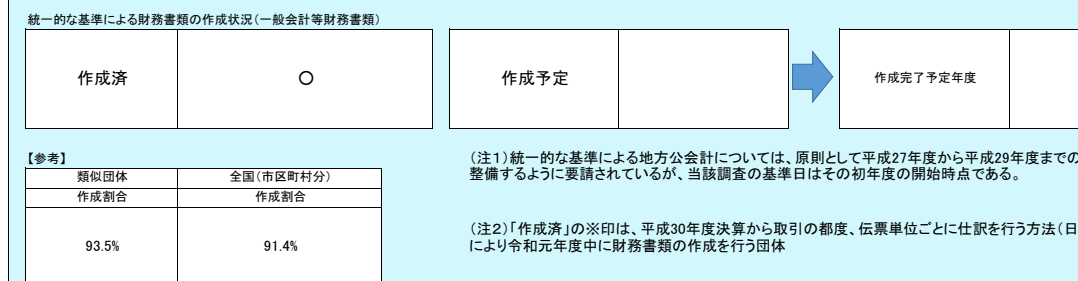 統一的な基準による財務書類の作成状況(一般会計等財務書類)
作成済 ○ 作成予定 作成完了予定年度
【参考】
類似団体 全国(市区町村分)
作成割合 作成割合
93.5% 91.4%
(注1)統一的な基準による地方公会計については、原則として平成27年度から平成29年度までの
整備するように要請されているが、当該調査の基準日はその初年度の開始時点である。
(注2)「作成済」の※印は、平成30年度決算から取引の都度、伝票単位ごとに仕訳を行う方法(日
により令和元年度中に財務書類の作成を行う団体